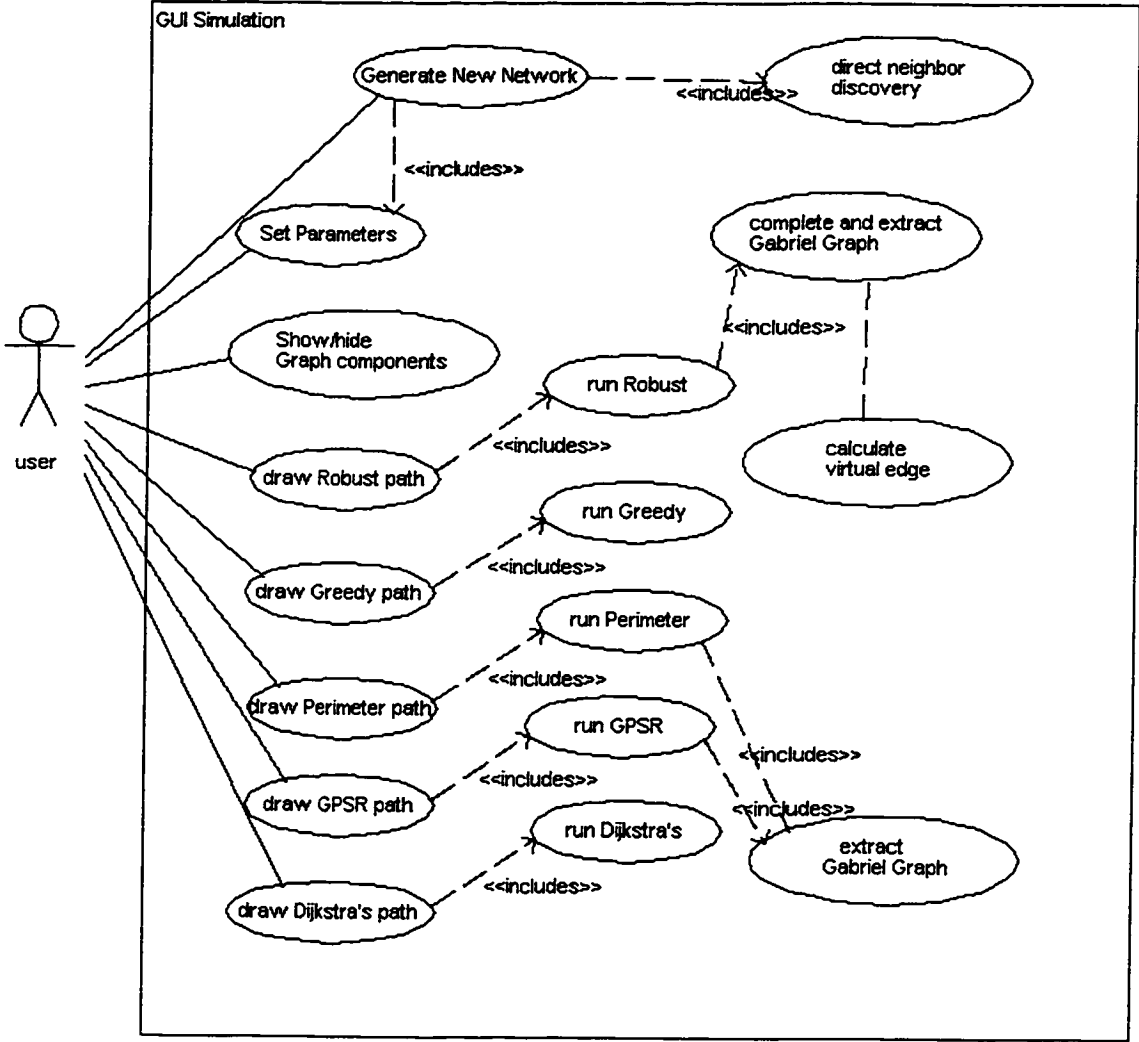 GUI Simulation
Generate New Network
direct neighbor
discovery
<<includes>>
<<includes>>
Set Parameters
complete and extract
Gabriel Graph
Show/hide
Graph components
<<includes>>
run Robust
<<includes>>
user
draw Robust path
calculate
virtual edge
run Greedy
<<includes>>
draw Greedy path
run Perimeter
<<includes>>
draw Perimeter path
run GPSR
<<includes>>
<<includes>>
draw GPSR path
<<includes>>
run Dijkstra's
extract
Gabriel Graph
<<includes>>
draw Dijkstra's path